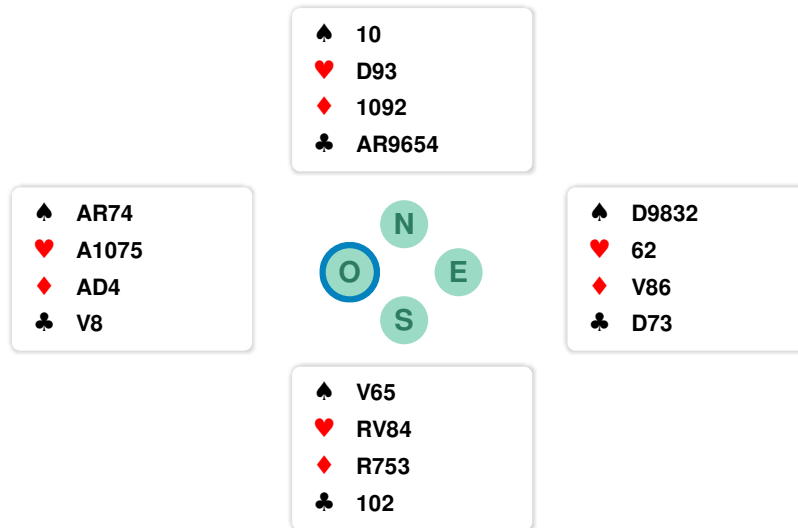 ♠ 10
♥ D93
♦ 1092
♣ AR9654
♠ AR74
♥ A1075
♦ AD4
♣ V8
N
O E
S
♠ D9832
♥ 62
♦ V86
♣ D73
♠ V65
♥ RV84
♦ R753
♣ 102